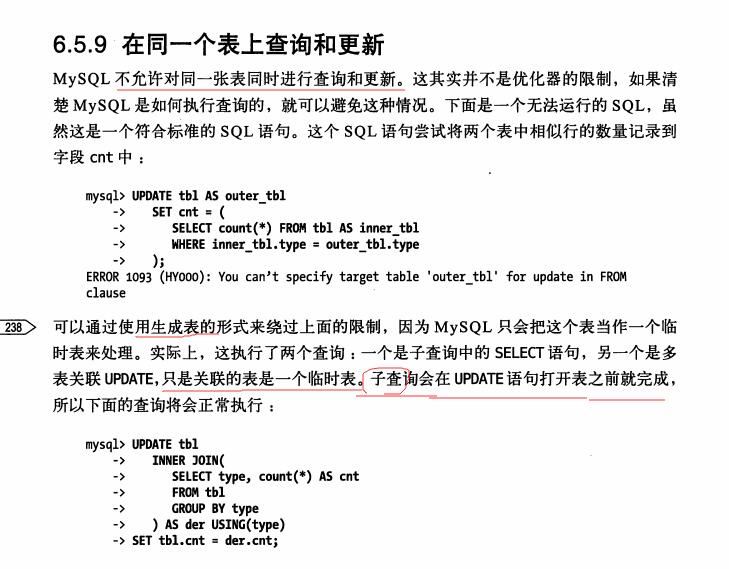 6.5.9 在同一个表上查询和更新
MySQL 不允许对同一张表同时进行查询和更新。这其实并不是优化器的限制，如果清
楚 MySQL 是如何执行查询的，就可以避免这种情况。下面是一个无法运行的 SQL，虽
然这是一个符合标准的 SQL 语句。这个 SQL 语句尝试将两个表中相似行的数量记录到
字段 cnt 中：
mysql> UPDATE tbl AS outer_tbl
-> SET cnt = (
-> SELECT count(*) FROM tbl AS inner_tbl
-> WHERE inner_tbl.type = outer_tbl.type
-> );
ERROR 1093 (HY000): You can't specify target table 'outer_tbl' for update in FROM
clause
238
可以通过使用生成表的形式来绕过上面的限制，因为 MySQL 只会把这个表当作一个临
时表来处理。实际上，这执行了两个查询：一个是子查询中的 SELECT 语句，另一个是多
表关联 UPDATE，只是关联的表是一个临时表。子查询会在 UPDATE 语句打开表之前就完成，
所以下面的查询将会正常执行：
mysql> UPDATE tbl
-> INNER JOIN(
-> SELECT type, count(*) AS cnt
-> FROM tbl
-> GROUP BY type
-> ) AS der USING(type)
-> SET tbl.cnt = der.cnt;